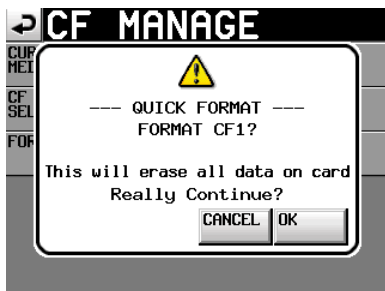 CF MANAGE
CUR
MED
CF
SEL
FOR
--- QUICK FORMAT ---
FORMAT CF1?
This will erase all data on card
Really Continue?
CANCEL OK